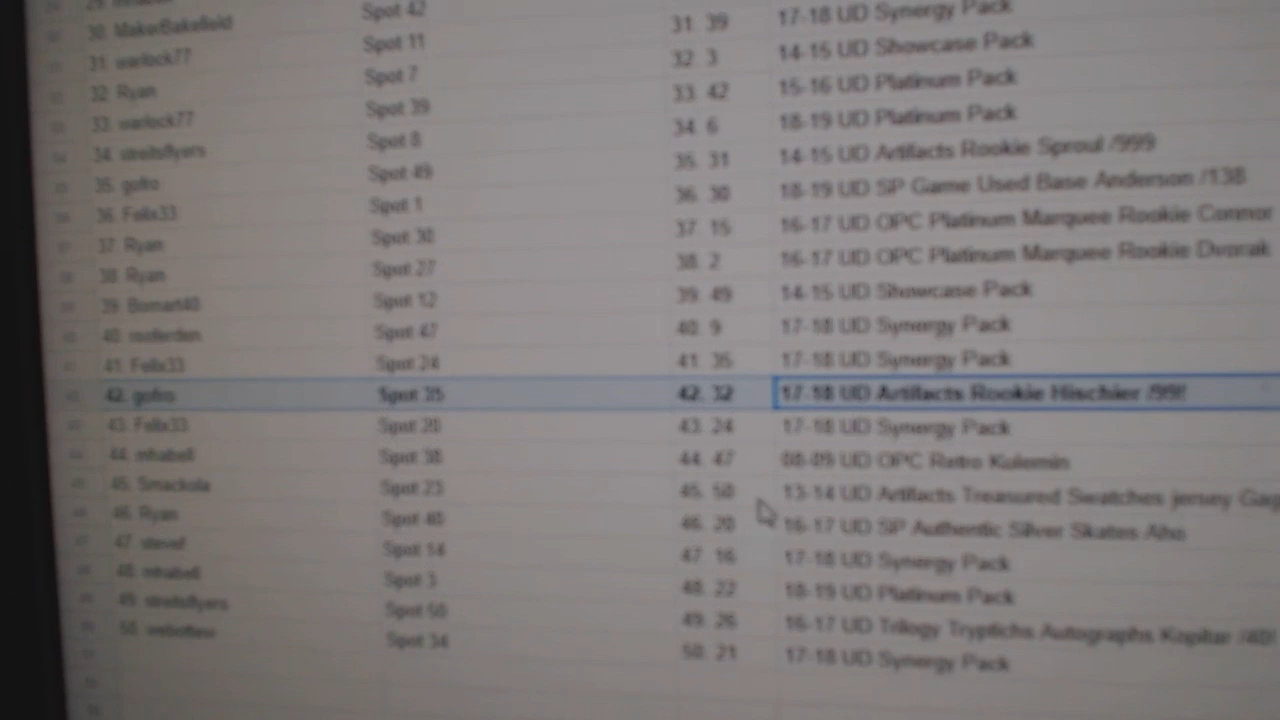 Spot 42
30. MakerBakefield Spot 11 31. 39 17-18 UD Synergy Pack
31. warlock77 Spot 7 32. 3 14-15 UD Showcase Pack
32. Ryan Spot 39 33. 42 15-16 UD Platinum Pack
33. warlock77 Spot 8 34. 6 18-19 UD Platinum Pack
34. streitsflyers Spot 49 35. 31 14-15 UD Artifacts Rookie Sproul /999
35. gofro Spot 1 36. 30 18-19 UD SP Game Used Base Anderson /138
36. Felix33 Spot 30 37. 15 16-17 UD OPC Platinum Marquee Rookie Connor
37. Ryan Spot 27 38. 2 16-17 UD OPC Platinum Marquee Rookie Dvorak
38. Ryan Spot 12 39. 49 14-15 UD Showcase Pack
39. Bomart40 Spot 47 40. 9 17-18 UD Synergy Pack
40. Spot 24 41. 35 17-18 UD Synergy Pack
41. Felix33
42. gofro Spot 35 42. 32 17-18 UD Artifacts Rookie Hischier /999
43. Felix33 Spot 20 43. 24 17-18 UD Synergy Pack
44. mhabell Spot 38 44. 47 08-09 UD OPC Retro Kulemin
45. Smackola Spot 23 45. 50 13-14 UD Artifacts Treasured Swatches jersey
46. Ryan Spot 40 46. 20 16-17 UD SP Authentic Silver Skates Aho
47. stevef Spot 14 47. 16 17-18 UD Synergy Pack
48. mhabell Spot 3 48. 22 18-19 UD Platinum Pack
49. streitsflyers Spot 50 49. 26 16-17 UD Trilogy Tryptichs Autographs Kopitar
50. Spot 34 50. 21 17-18 UD Synergy Pack